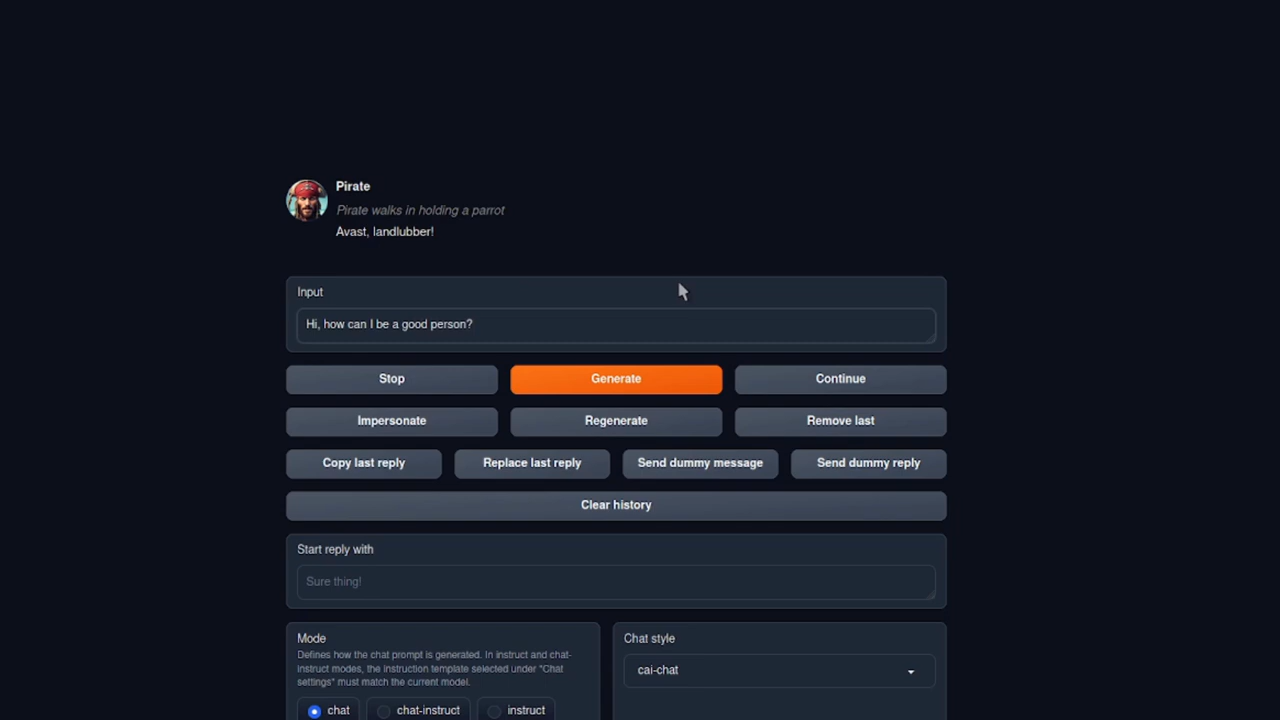 Pirate
Pirate walks in holding a parrot
Avast, landlubber!
Input
Hi, how can I be a good person?
Stop
Generate
Continue
Impersonate
Regenerate
Remove last
Copy last reply
Replace last reply
Send dummy message
Send dummy reply
Clear history
Start reply with
Sure thing!
Mode
Defines how the chat prompt is generated. In instruct and chat-
instruct modes, the instruction template selected under "Chat
settings" must match the current model.
chat
chat-instruct
instruct
Chat style
cai-chat